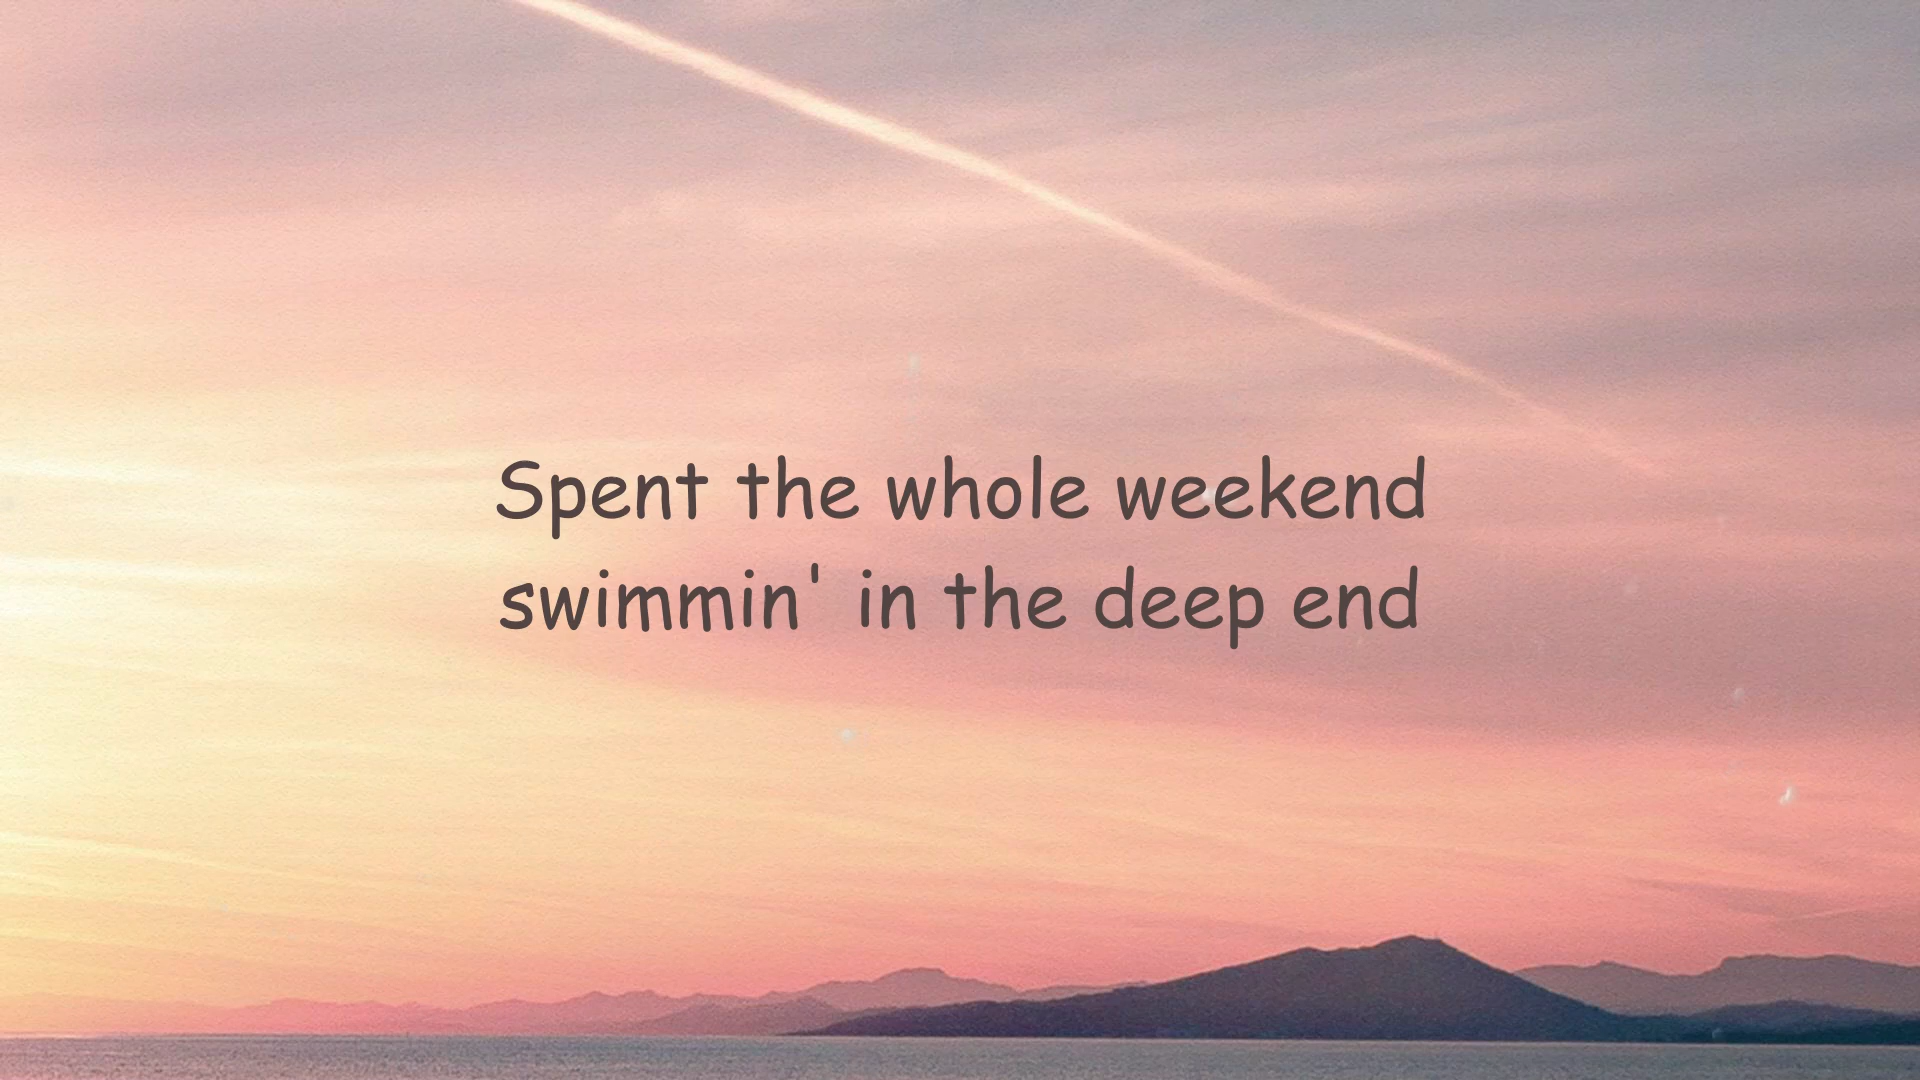 Spent the whole weekend
swimmin' in the deep end